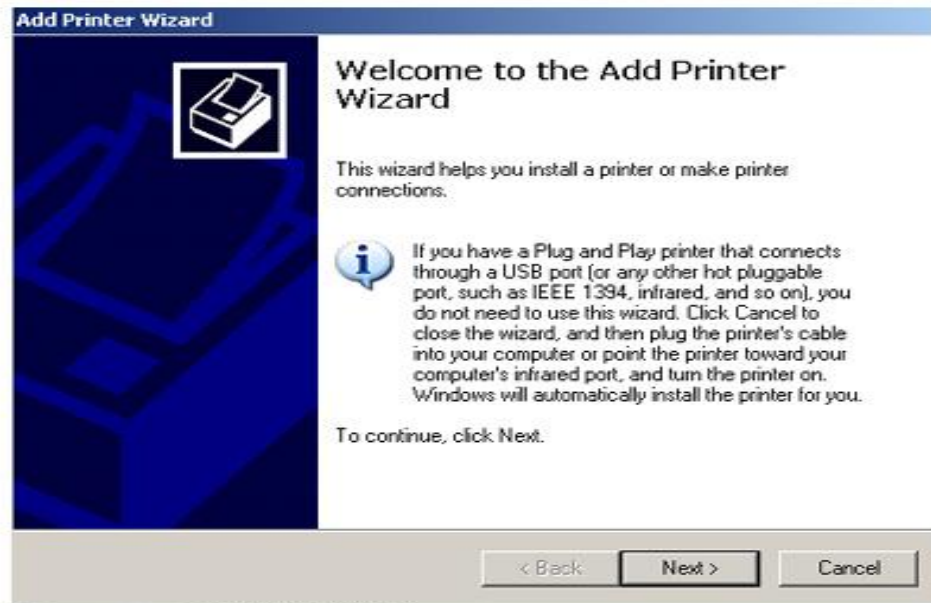 Add Printer Wizard
Welcome to the Add Printer
Wizard
This wizard helps you install a printer or make printer
connections.
If you have a Plug and Play printer that connects
through a USB port (or any other hot pluggable
port, such as IEEE 1394, infrared, and so on), you
do not need to use this wizard. Click Cancel to
close the wizard, and then plug the printer's cable
into your computer or point the printer toward your
computer's infrared port, and turn the printer on.
Windows will automatically install the printer for you.
To continue, click Next.
< Back Next > Cancel